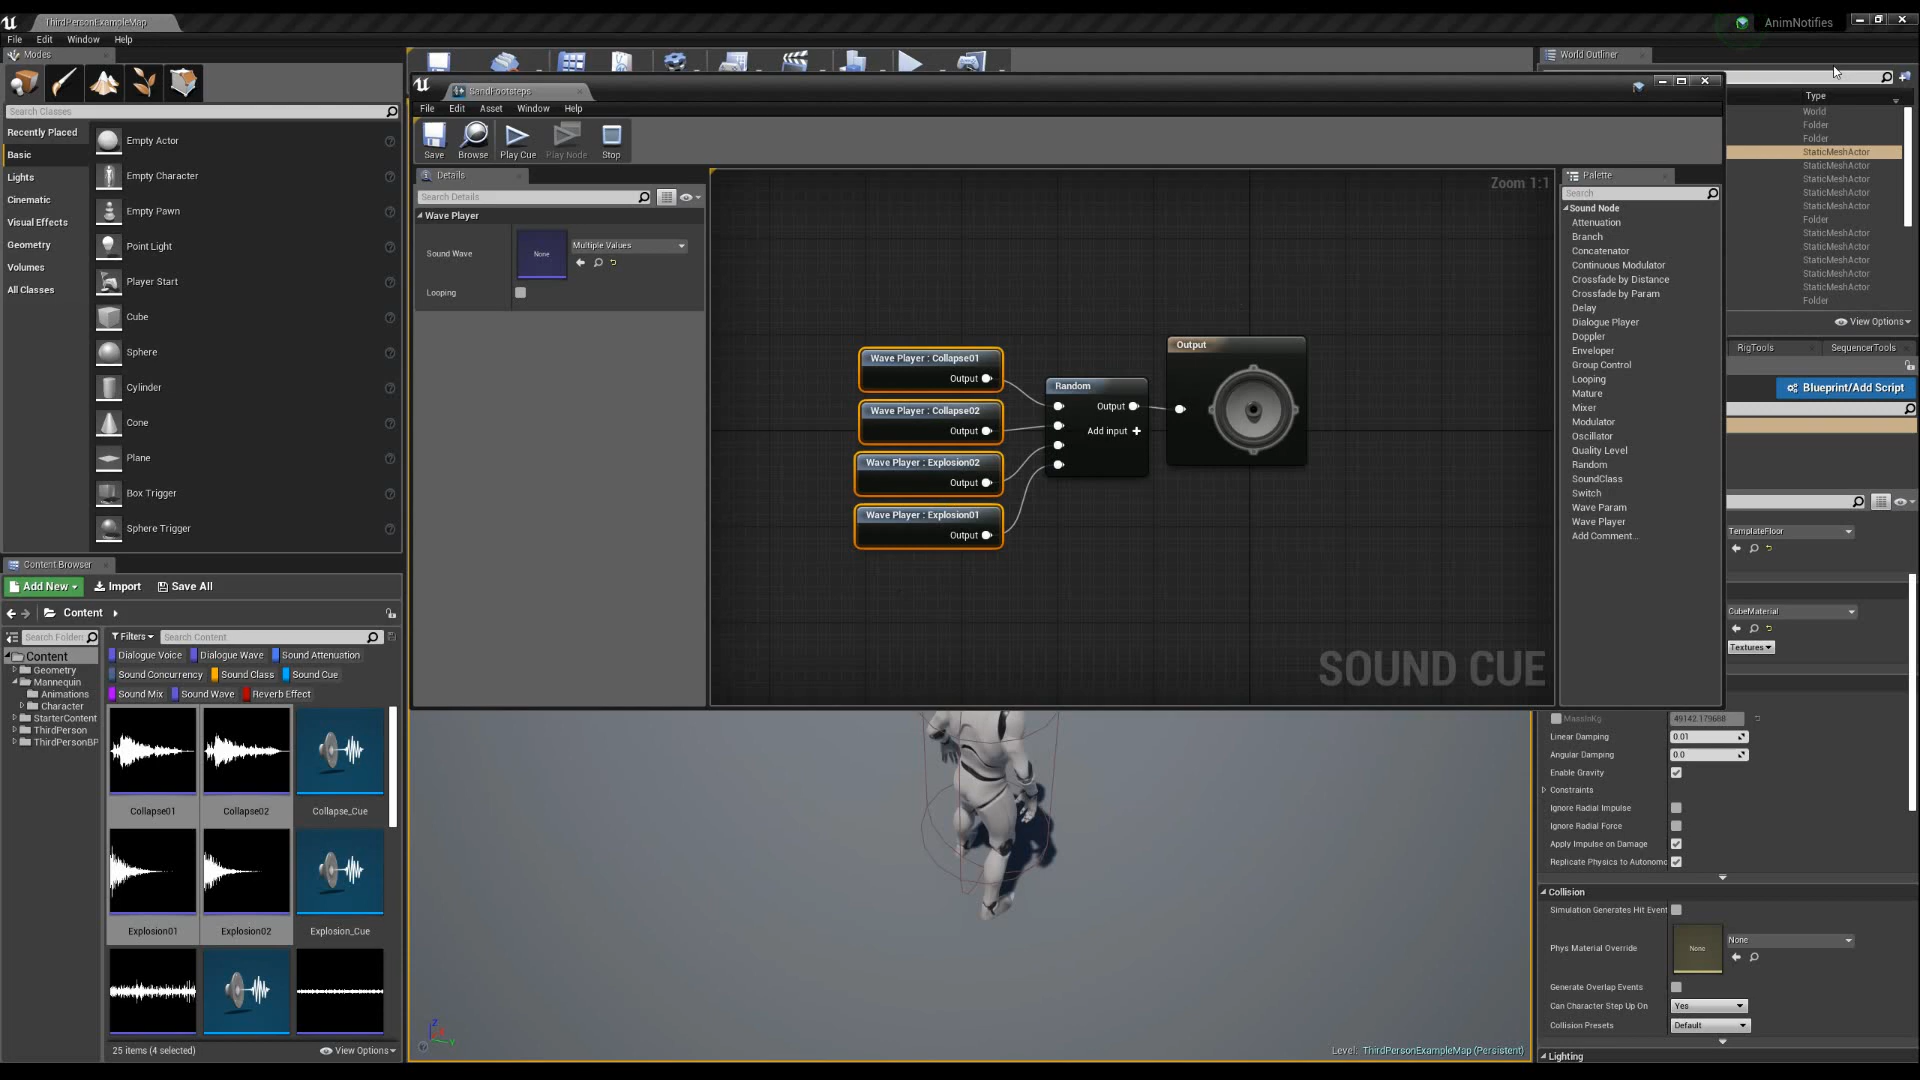 ThirdPersonExampleMap
AnimNotifies
File Edit Window Help
Modes
Search Classes
Recently Placed
Basic
Lights
Cinematic
Visual Effects
Geometry
Volumes
All Classes
Empty Actor
Empty Character
Empty Pawn
Point Light
Player Start
Cube
Sphere
Cylinder
Cone
Plane
Box Trigger
Sphere Trigger
Content Browser
Add New
Import
Save All
Content
Search Folders
Filters
Search Content
Content
Geometry
Mannequin
Animations
Character
StarterContent
ThirdPerson
ThirdPersonBP
Dialogue Voice
Dialogue Wave
Sound Attenuation
Sound Concurrency
Sound Class
Sound Cue
Sound Mix
Sound Wave
Reverb Effect
Collapse01
Collapse02
Collapse_Cue
Explosion01
Explosion02
Explosion_Cue
25 items (4 selected)
View Options
SandFootsteps
File Edit Asset Window Help
Save
Browse
Play Cue
Play Node
Stop
Details
Search Details
Wave Player
Sound Wave
None
Multiple Values
Looping
Zoom 1:1
Wave Player : Collapse01
Output
Wave Player : Collapse02
Output
Wave Player : Explosion02
Output
Wave Player : Explosion01
Output
Random
Output
Add input
Output
SOUND CUE
Palette
Search
Sound Node
Attenuation
Branch
Concatenator
Continuous Modulator
Crossfade by Distance
Crossfade by Param
Delay
Dialogue Player
Doppler
Enveloper
Group Control
Looping
Mature
Mixer
Modulator
Oscillator
Quality Level
Random
SoundClass
Switch
Wave Param
Wave Player
Add Comment...
Level: ThirdPersonExampleMap (Persistent)
World Outliner
Type
World
Folder
Folder
StaticMeshActor
StaticMeshActor
StaticMeshActor
StaticMeshActor
StaticMeshActor
Folder
StaticMeshActor
StaticMeshActor
StaticMeshActor
StaticMeshActor
StaticMeshActor
Folder
View Options
RigTools
SequencerTools
Blueprint/Add Script
TemplateFloor
CubeMaterial
Textures
MassInKg
49142.179688
Linear Damping
0.01
Angular Damping
0.0
Enable Gravity
Constraints
Ignore Radial Impulse
Ignore Radial Force
Apply Impulse on Damage
Replicate Physics to Autonomo
Collision
Simulation Generates Hit Event
Phys Material Override
None
None
Generate Overlap Events
Can Character Step Up On
Yes
Collision Presets
Default
Lighting